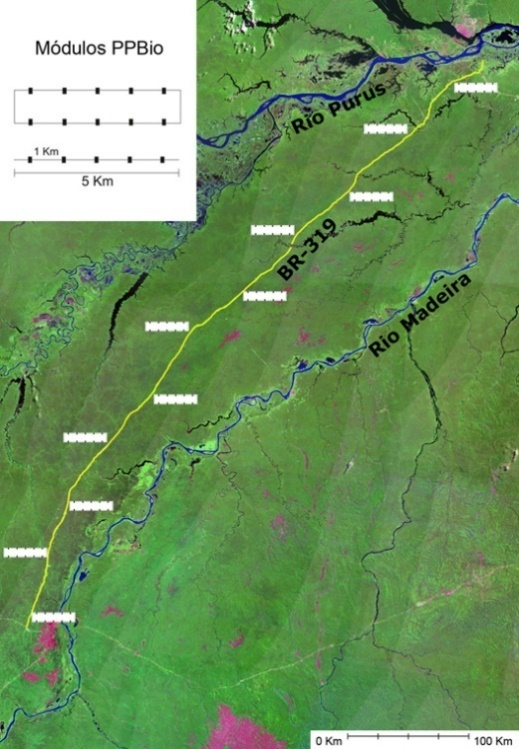 Módulos PPBio
1 Km
5 Km
Rio Purus
BR-319
Rio Madeira
0 Km 100 Km